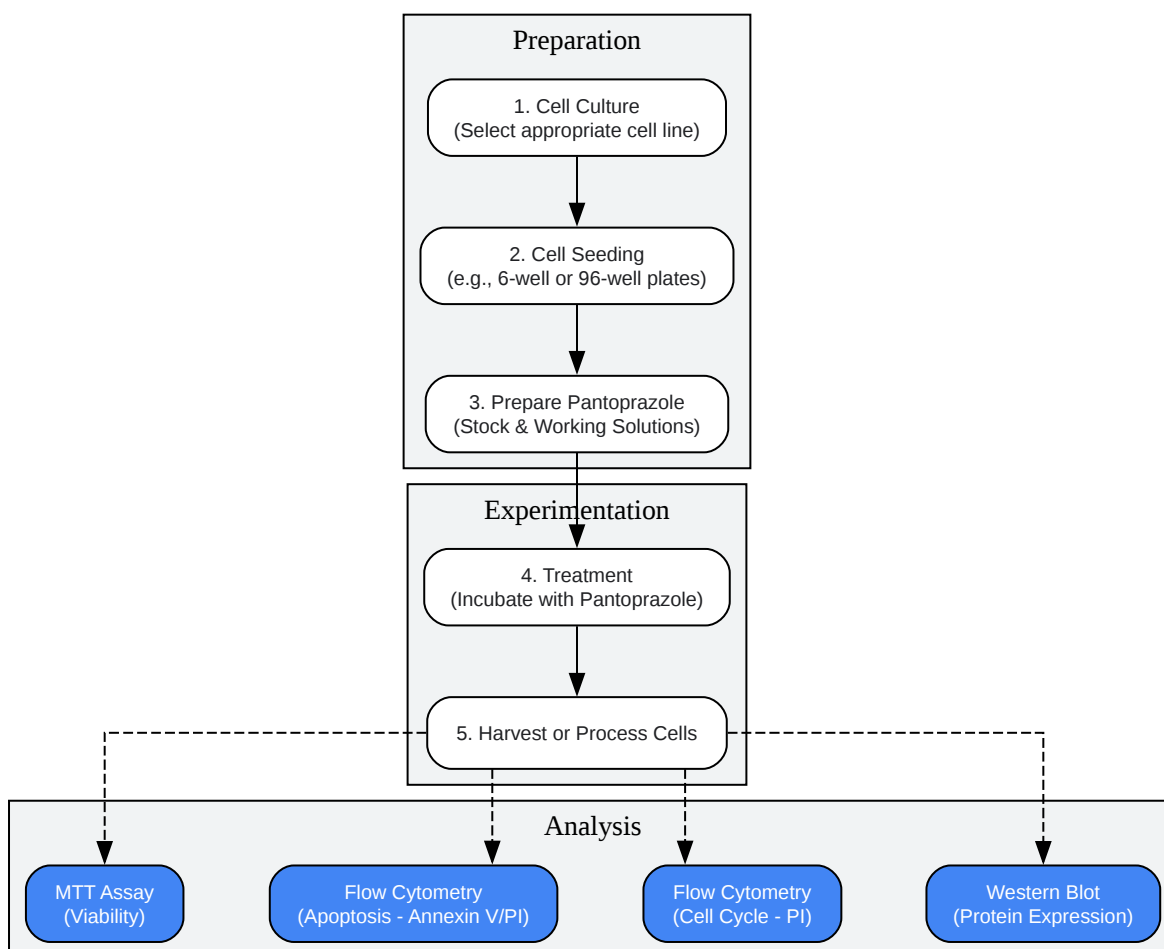 Preparation
1. Cell Culture
(Select appropriate cell line)
2. Cell Seeding
(e.g., 6-well or 96-well plates)
3. Prepare Pantoprazole
(Stock & Working Solutions)
Experimentation
4. Treatment
(Incubate with Pantoprazole)
5. Harvest or Process Cells
Analysis
MTT Assay
(Viability)
Flow Cytometry
(Apoptosis - Annexin V/PI)
Flow Cytometry
(Cell Cycle - PI)
Western Blot
(Protein Expression)